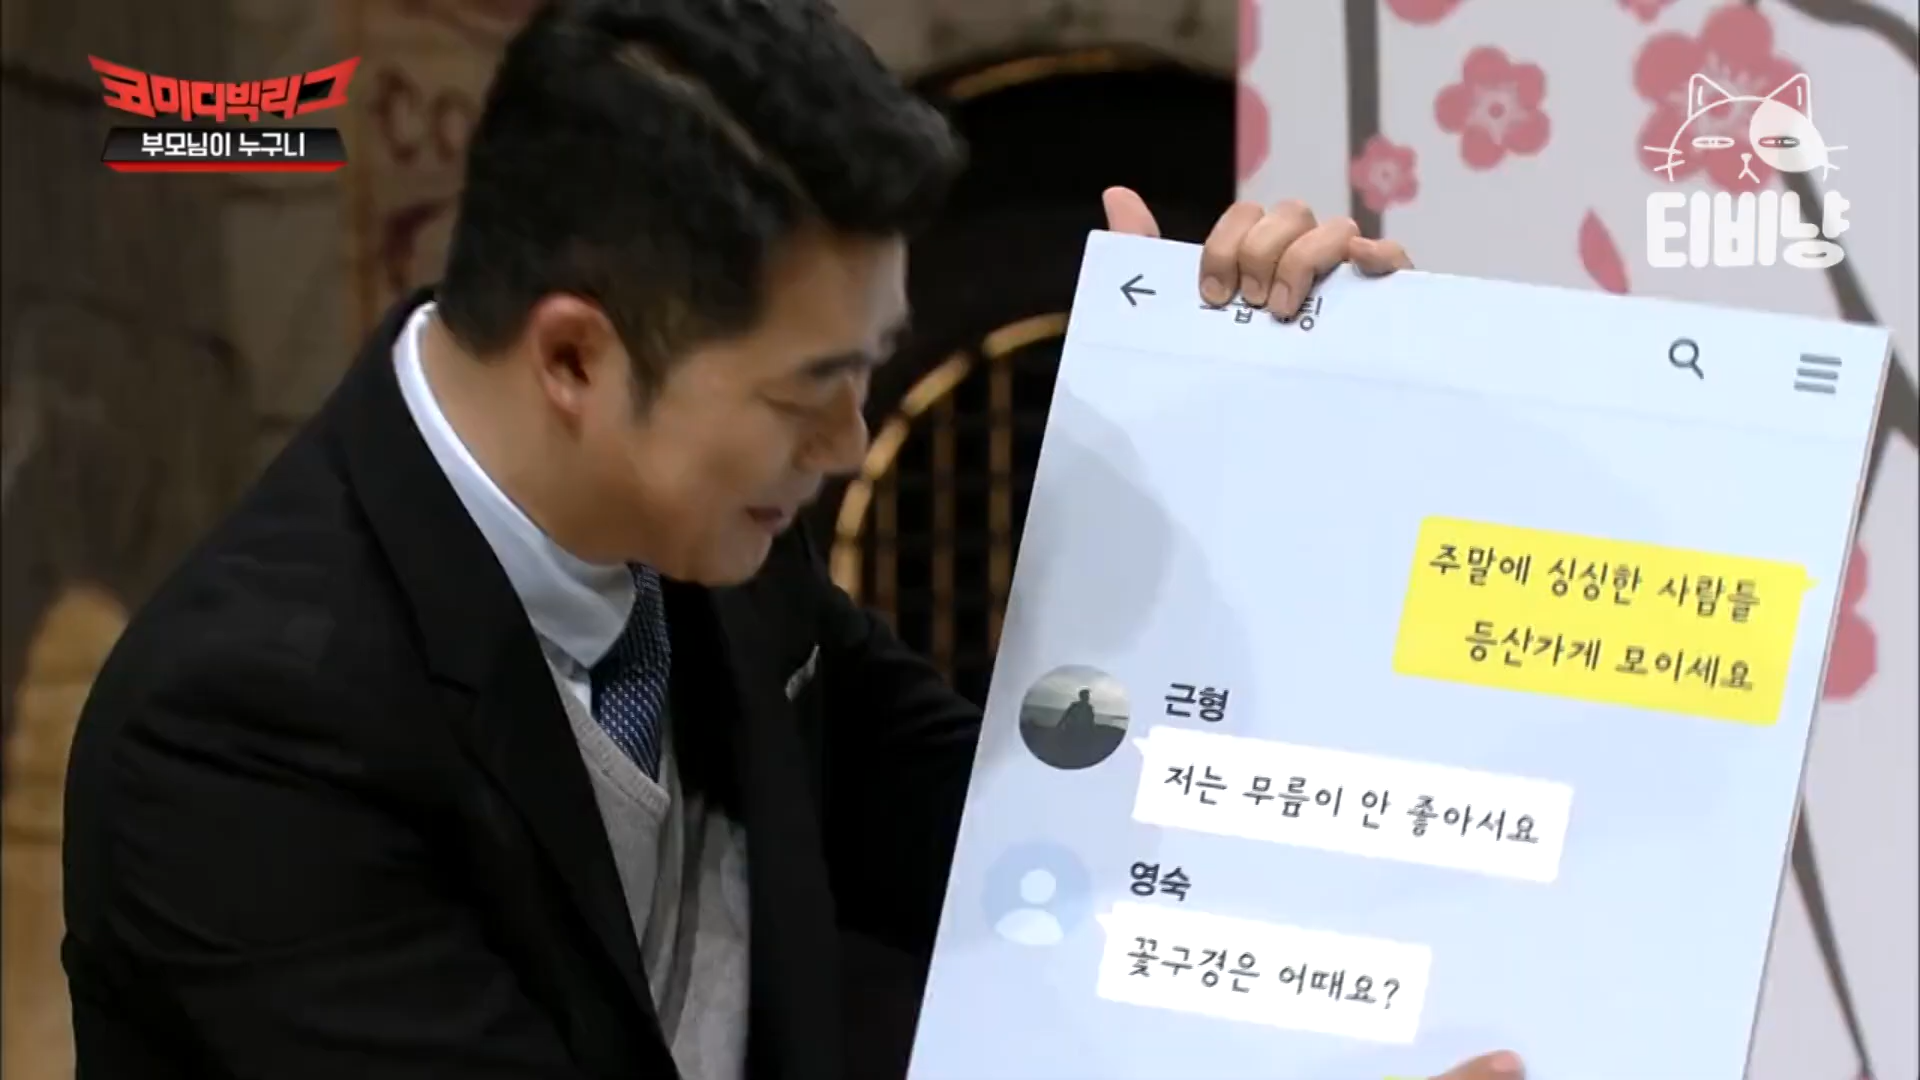 코미디빅리그
부모님이 누구니
티비냥
주말에 싱싱한 사람들
등산가게 모이세요
근형
저는 무릎이 안 좋아서요
영숙
꽃구경은 어때요?